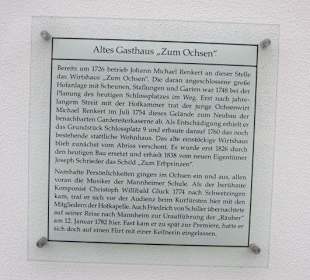 Altes Gasthaus „Zum Ochsen"
Bereits um 1726 betrieb Johann Michael Renkert an dieser Stelle
das Wirtshaus „Zum Ochsen". Die daran angeschlossene große
Hofanlage mit Scheunen, Stallungen und Garten war 1748 bei der
Planung des heutigen Schlossplatzes im Weg. Erst nach jahre-
langem Streit mit der Hofkammer trat der junge Ochsenwirt
Michael Renkert im Juli 1754 dieses Gelände zum Neubau der
benachbarten Gardereiterkaserne ab. Als Entschädigung erhielt er
das Grundstück Schlossplatz 9 und erbaute darauf 1760 das noch
bestehende stattliche Wohnhaus. Das alte einstöckige Wirtshaus
blieb zunächst vom Abriss verschont. Es wurde erst 1826 durch
den heutigen Bau ersetzt und erhielt 1838 vom neuen Eigentümer
Joseph Schrieder das Schild „Zum Erbprinzen".
Namhafte Persönlichkeiten gingen im Ochsen ein und aus, allen
voran die Musiker der Mannheimer Schule. Als der berühmte
Komponist Christoph Willibald Gluck 1774 nach Schwetzingen
kam, traf er sich vor der Audienz beim Kurfürsten hier mit den
Mitgliedern der Hofkapelle. Auch Friedrich von Schiller übernachtete
auf seiner Reise nach Mannheim zur Uraufführung der „Räuber"
am 12. Januar 1782 hier. Fast kam er zu spät zur Premiere, hatte er
sich doch auf einen Flirt mit einer Kellnerin eingelassen.